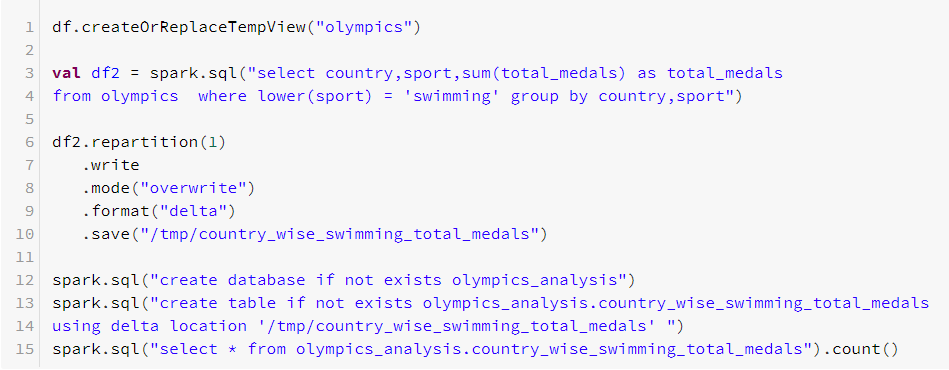 1 df.createOrReplaceTempView("olympics")
2
3 val df2 = spark.sql("select country,sport,sum(total_medals) as total_medals
4 from olympics  where lower(sport) = 'swimming' group by country,sport")
5
6 df2.repartition(1)
7    .write
8    .mode("overwrite")
9    .format("delta")
10    .save("/tmp/country_wise_swimming_total_medals")
11
12 spark.sql("create database if not exists olympics_analysis")
13 spark.sql("create table if not exists olympics_analysis.country_wise_swimming_total_medals
14 using delta location '/tmp/country_wise_swimming_total_medals' ")
15 spark.sql("select * from olympics_analysis.country_wise_swimming_total_medals").count()